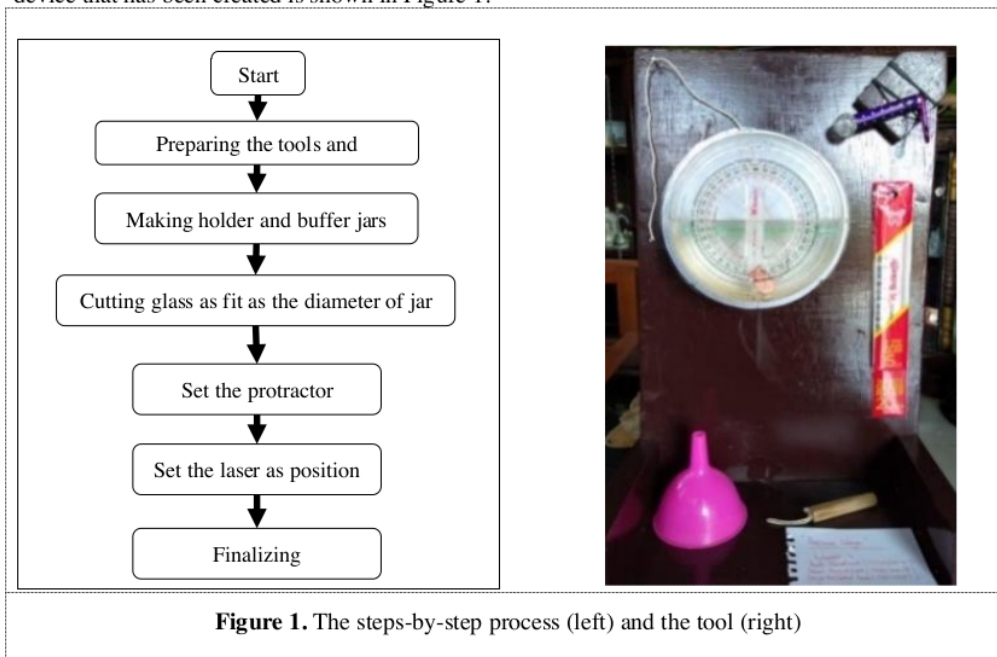 device that has been created is shown in Figure 1.
Start
Preparing the tools and
Making holder and buffer jars
Cutting glass as fit as the diameter of jar
Set the protractor
Set the laser as position
Finalizing
Figure 1. The steps-by-step process (left) and the tool (right)